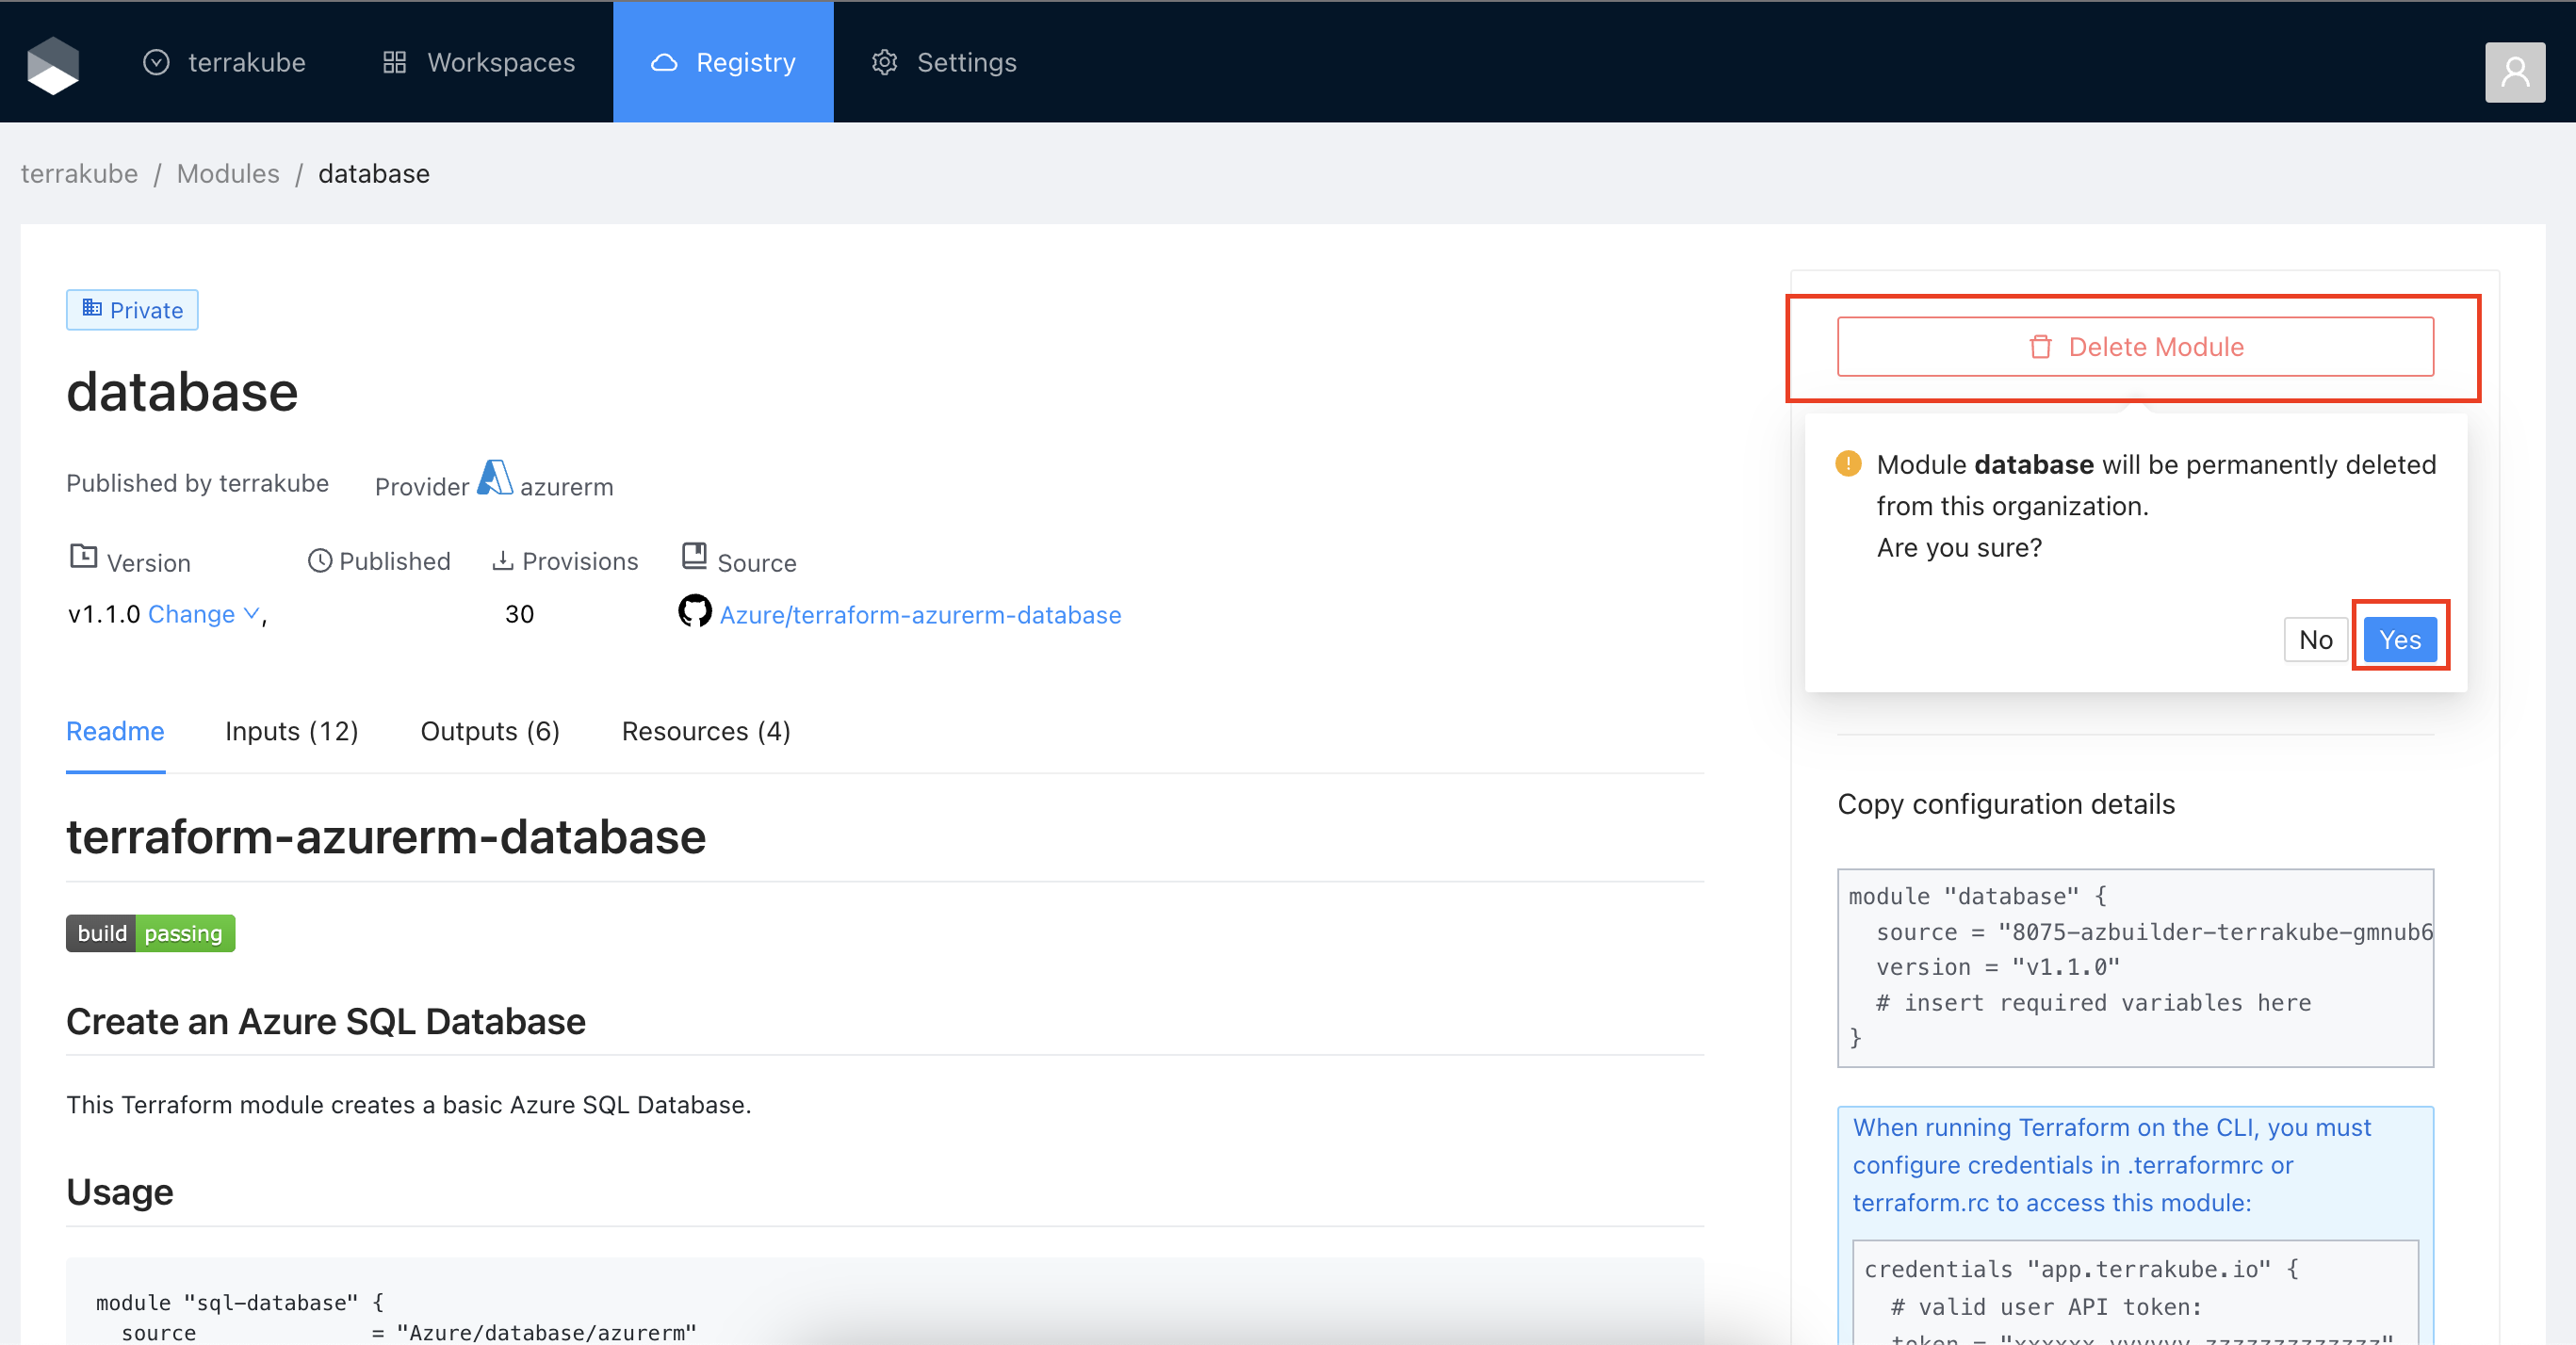 terrakube
Workspaces
Registry
Settings
terrakube / Modules / database
Private
database
Published by terrakube
Provider azurerm
Version
Published
Provisions
Source
v1.1.0 Change ,
30
Azure/terraform-azurerm-database
Readme
Inputs (12)
Outputs (6)
Resources (4)
terraform-azurerm-database
build passing
Create an Azure SQL Database
This Terraform module creates a basic Azure SQL Database.
Usage
module "sql-database" {
source = "Azure/database/azurerm"
Delete Module
Module database will be permanently deleted
from this organization.
Are you sure?
No
Yes
Copy configuration details
module "database" {
source = "8075-azbuilder-terrakube-gmnub6
version = "v1.1.0"
# insert required variables here
}
When running Terraform on the CLI, you must
configure credentials in .terraformrc or
terraform.rc to access this module:
credentials "app.terrakube.io" {
# valid user API token: